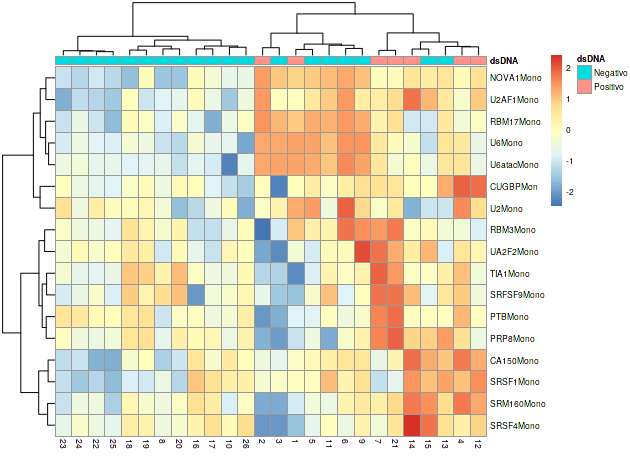 dsDNA
dsDNA
NOVA1Mono
Negativo
U2AF1Mono
Positivo
RBM17Mono
U6Mono
U6atacMono
CUGBPMon
U2Mono
RBM3Mono
UA2F2Mono
TIA1Mono
SRFSF9Mono
PTBMono
PRP8Mono
CA150Mono
SRSF1Mono
SRM160Mono
SRSF4Mono
2
1
0
-1
-2
23 24 22 25 18 19 8 20 16 17 10 26 2 3 1 5 11 6 9 7 21 14 15 13 4 12